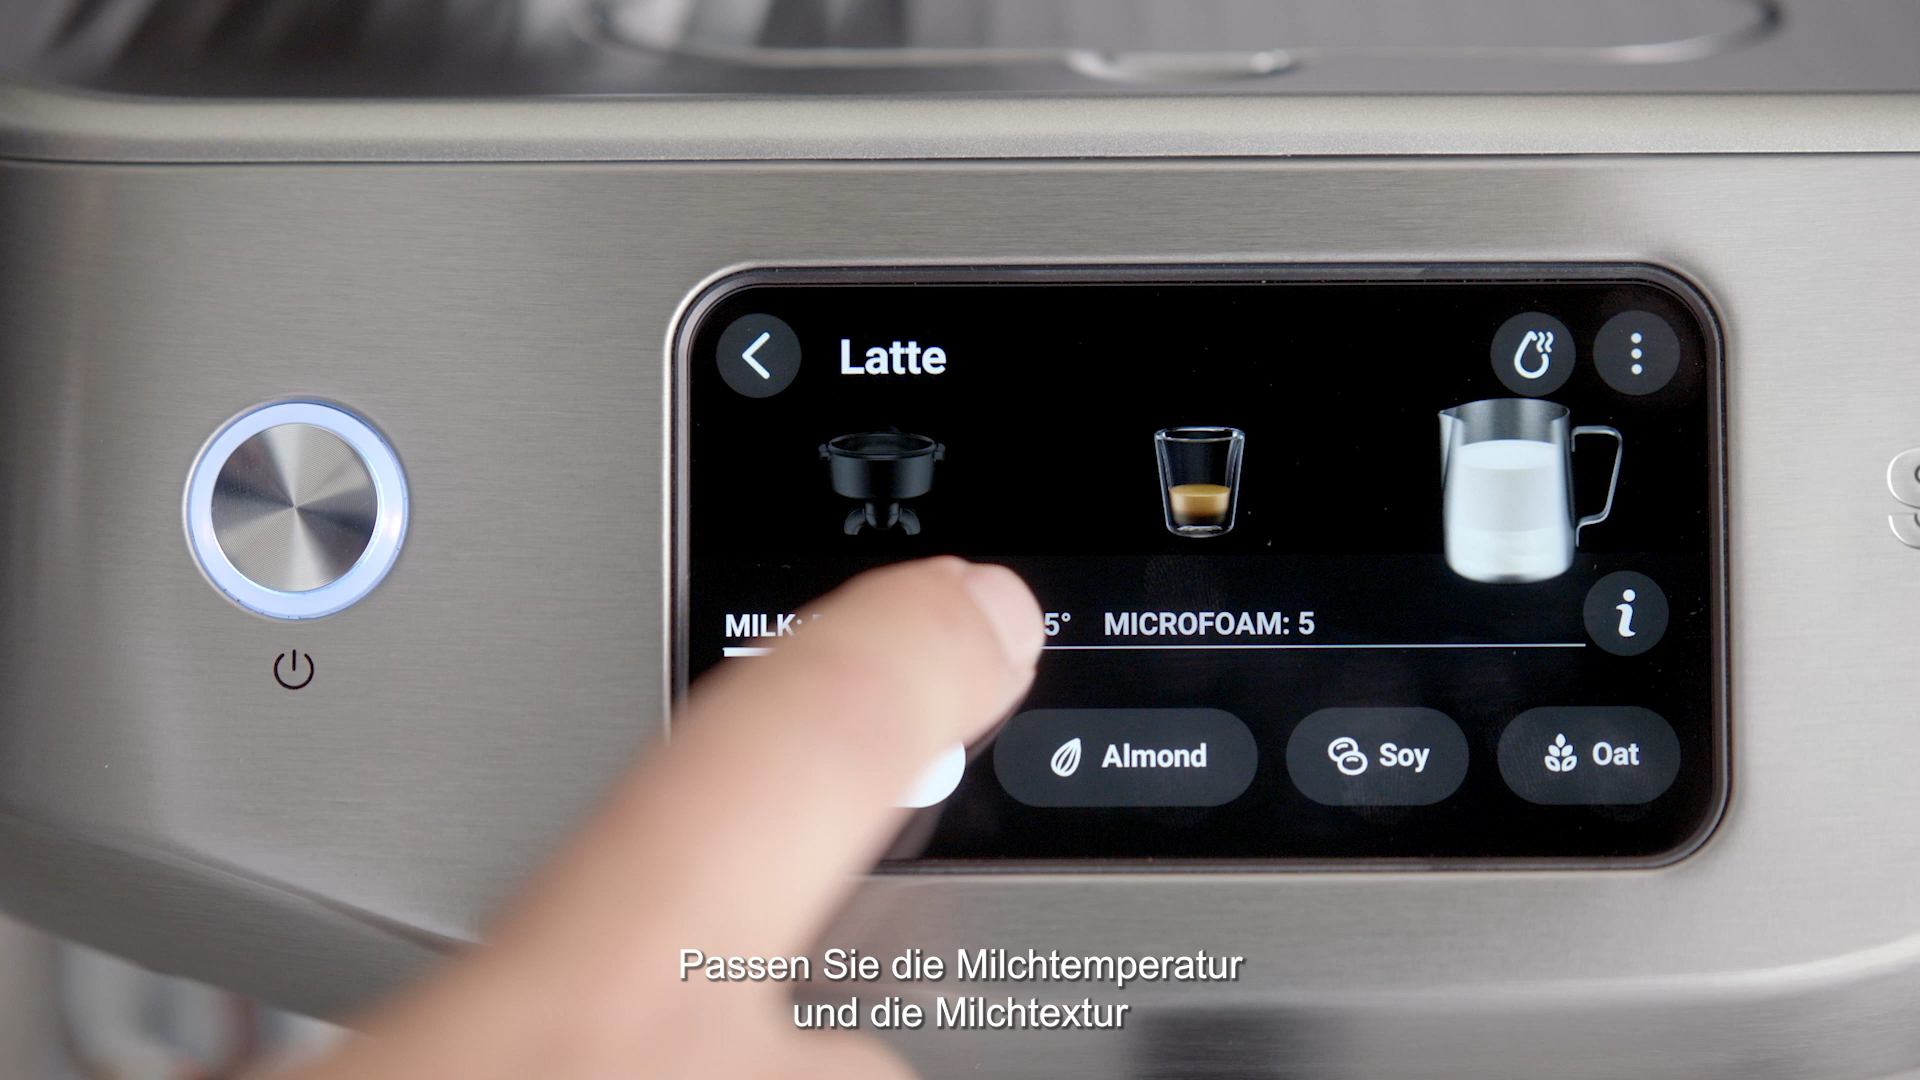 Latte
MILK: 5° MICROFOAM: 5
Almond Soy Oat
Passen Sie die Milchtemperatur
und die Milchtextur